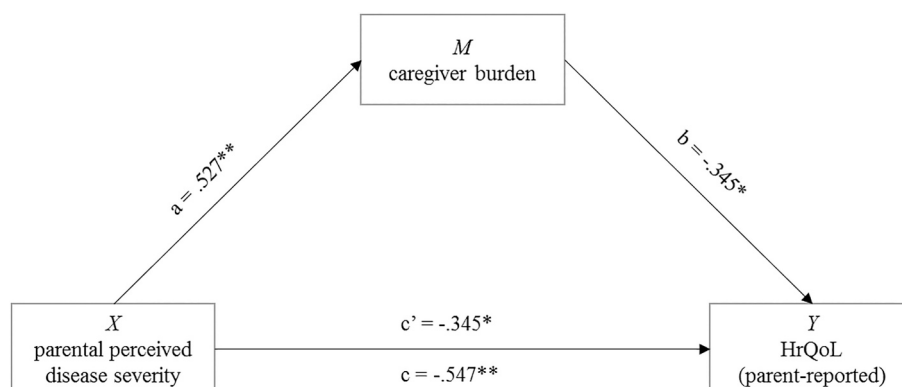 M
caregiver burden
a = .527**
b = -.345*
c’ = -.345*
c = -.547**
X
parental perceived
disease severity
Y
HrQoL
(parent-reported)